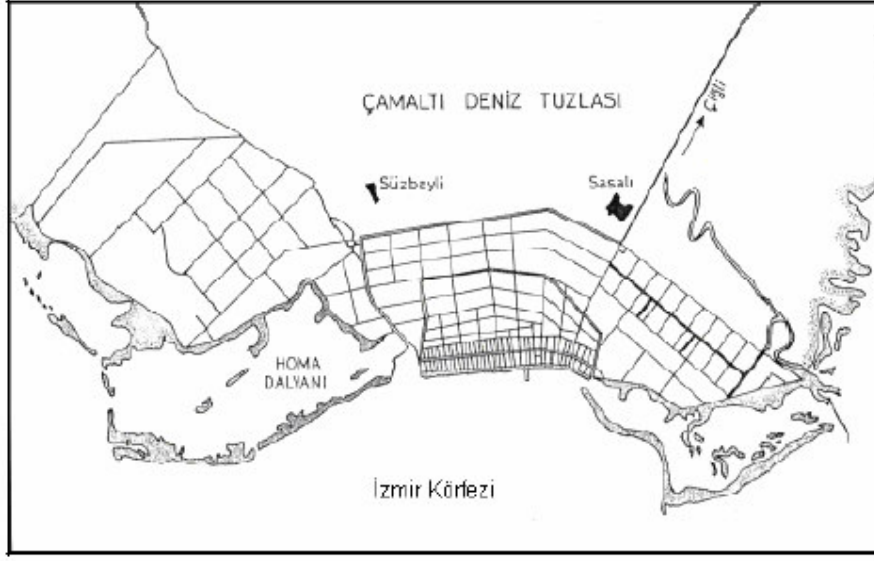 ÇAMALTI DENİZ TUZLASI
Çiğli
Süzbeyli
Sasalı
HOMA
DALYANI
İzmir Körfezi